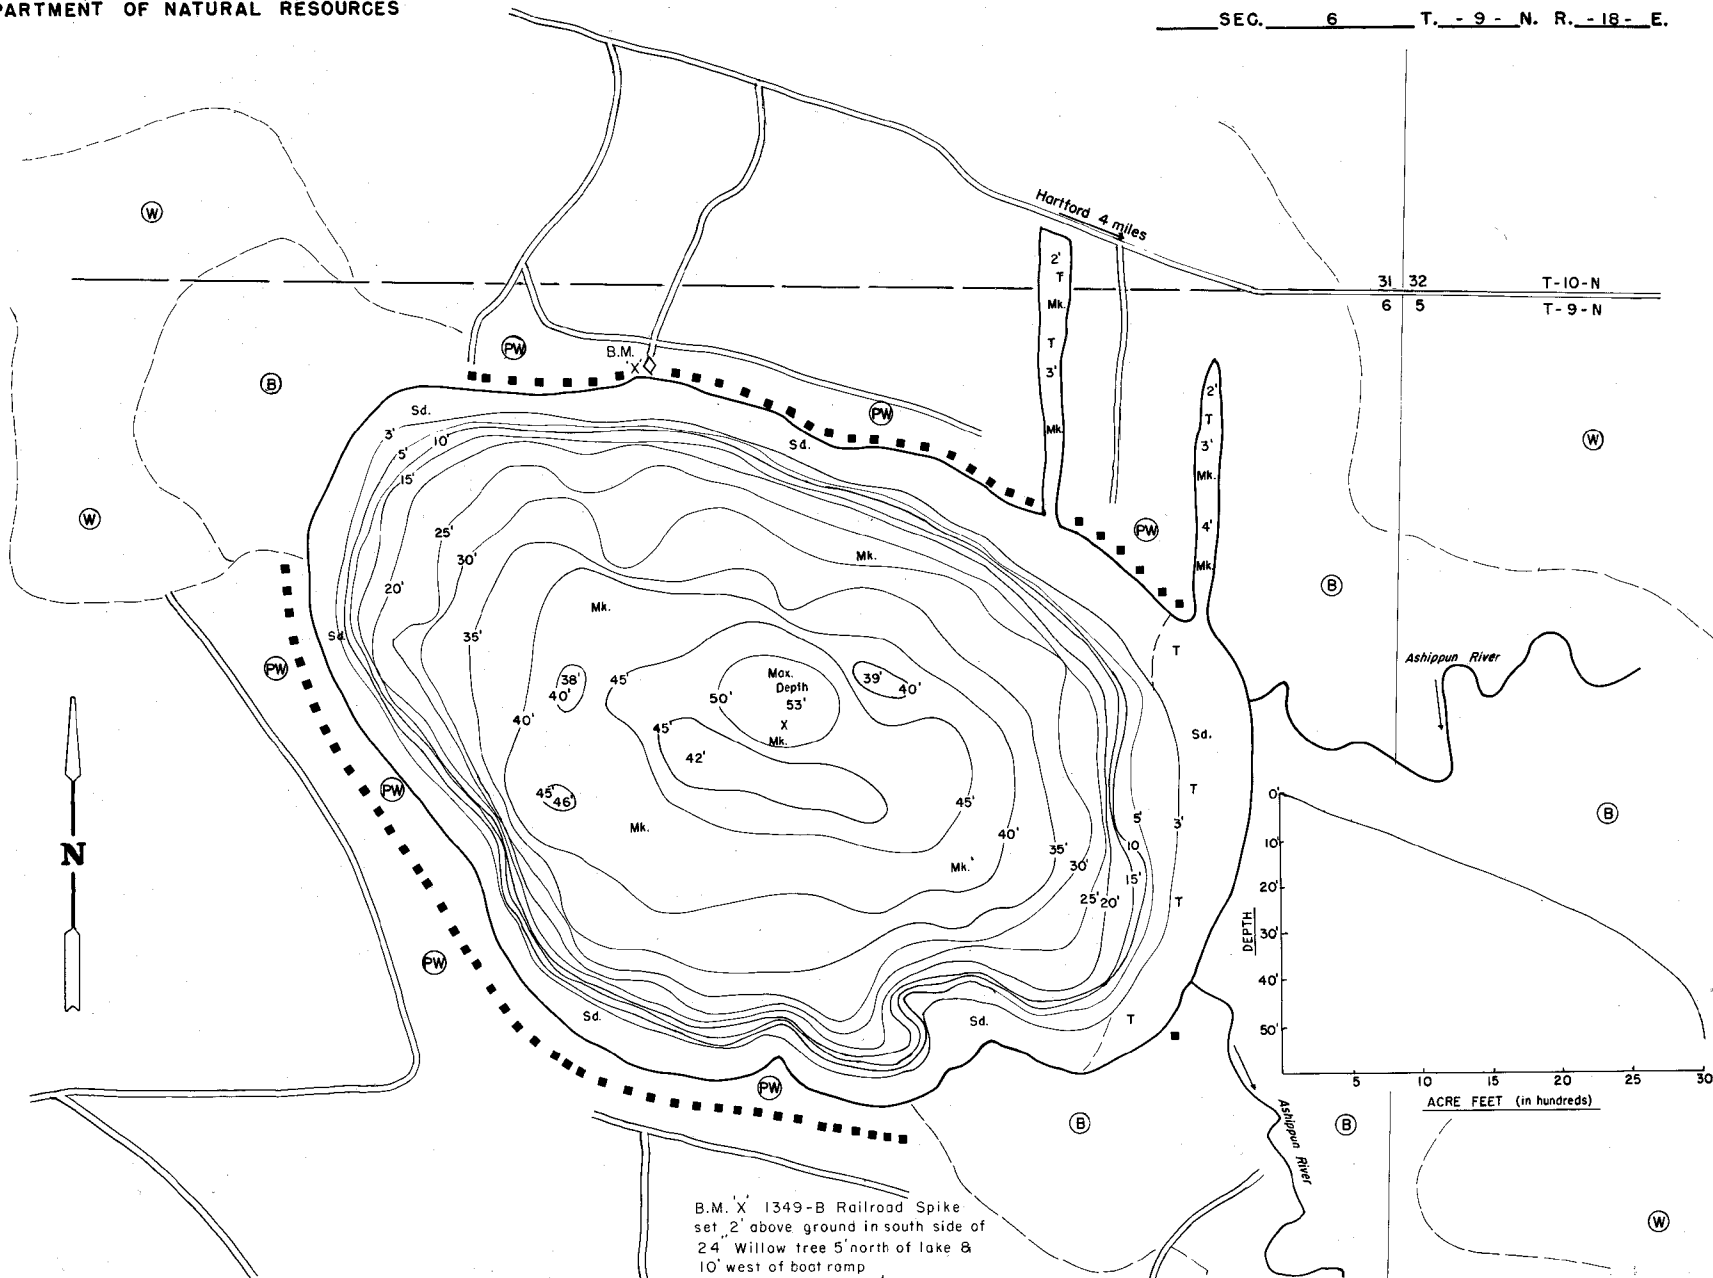 PARTMENT OF NATURAL RESOURCES
SEC. 6 T. - 9 - N. R. - 18 - E.
W
Hartford 4 miles
2'
T
31 32 T-10-N
Mk.
6 5 T-9-N
PW
B.M.
'X'
T
3'
B
2'
Sd.
PW
T
3'
10'
Mk.
Sd.
3'
W
5'
15'
Mk.
W
25'
PW
4'
30'
Mk.
Mk.
20'
B
Mk.
35'
Sd.
T
Ashippun River
PW
38'
40'
45'
50'
Max.
Depth
53'
X
Mk.
39'
40'
40'
45'
42'
Sd.
PW
45'
46'
45'
T
0'
5'
3'
B
Mk.
40'
35'
10
10'
30'
Mk.
15'
20'
25'
20'
T
DEPTH
30'
PW
40'
Sd.
Sd.
T
50'
5 10 15 20 25 30
PW
ACRE FEET (in hundreds)
B
B
Ashippun River
B.M. 'X' 1349-B Railroad Spike
set 2' above ground in south side of
24" Willow tree 5' north of lake &
10' west of boat ramp
W